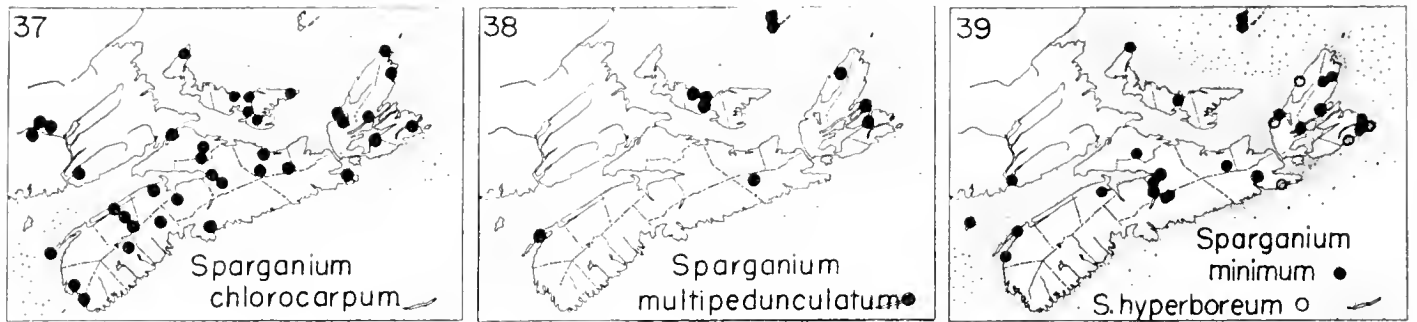 37
Sparganium
chlorocarpum
38
Sparganium
multipedunculatum
39
Sparganium
minimum
S. hyperboreum